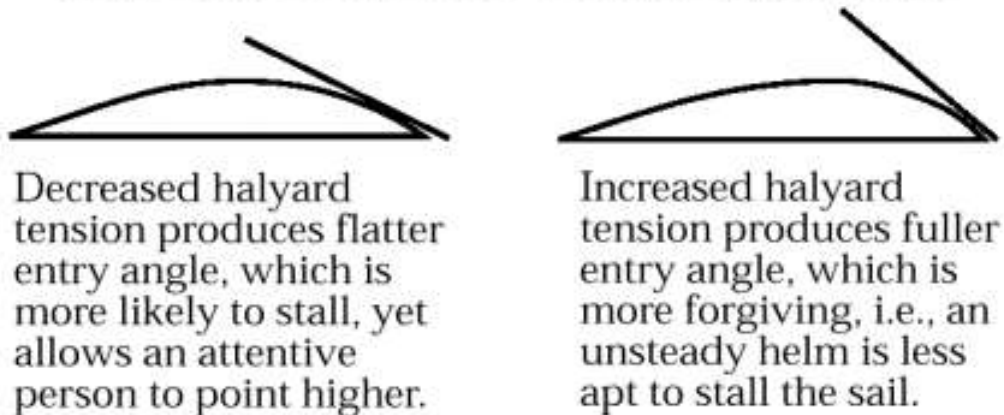 Decreased halyard
tension produces flatter
entry angle, which is
more likely to stall, yet
allows an attentive
person to point higher.
Increased halyard
tension produces fuller
entry angle, which is
more forgiving, i.e., an
unsteady helm is less
apt to stall the sail.